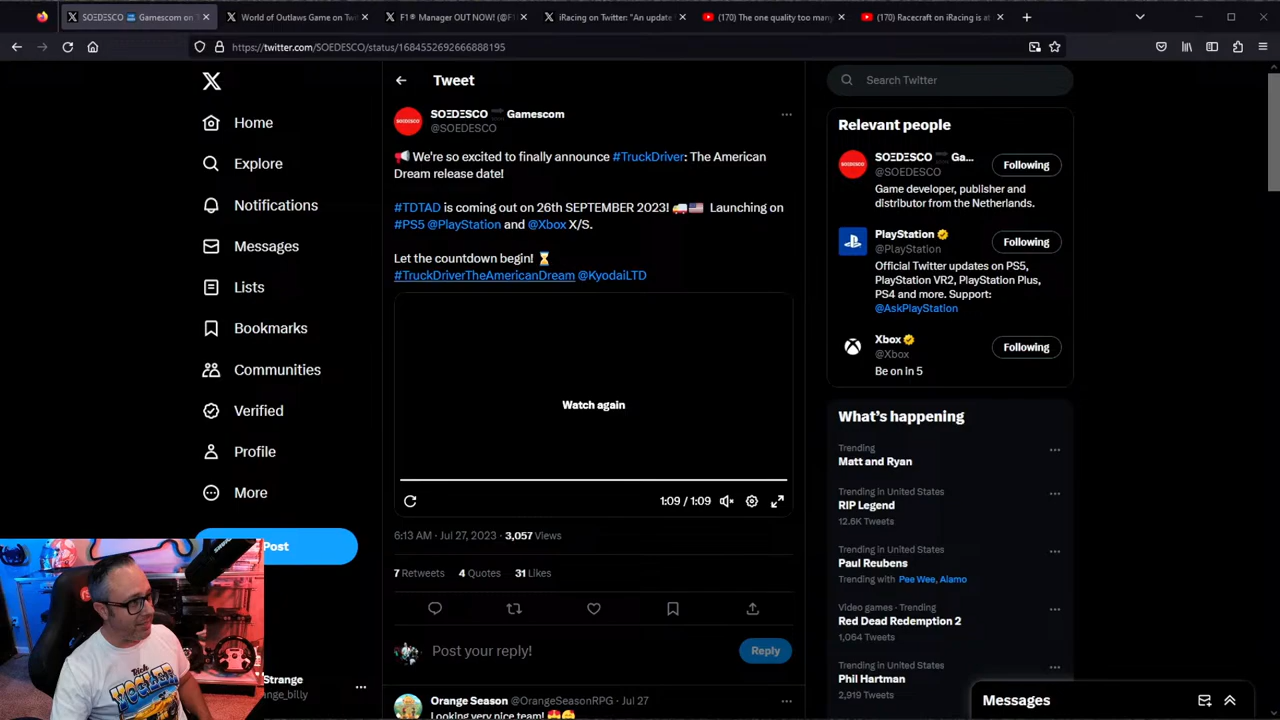 SOEDESCO Gamescom on
World of Outlaws Game on Twi
F1® Manager OUT NOW! (@F1
iRacing on Twitter: "An update
(170) The one quality too many
(170) Racecraft on iRacing is at
https://twitter.com/SOEDESCO/status/1684552692666888195
Tweet
Search Twitter
Home
Explore
Notifications
Messages
Lists
Bookmarks
Communities
Verified
Profile
More
Post
Strange
nge_billy
SOEDESCO
SOΞDΞSCO Gamescom
@SOEDESCO
We're so excited to finally announce #TruckDriver: The American
Dream release date!
#TDTAD is coming out on 26th SEPTEMBER 2023! Launching on
#PS5 @PlayStation and @Xbox X/S.
Let the countdown begin!
#TruckDriverTheAmericanDream @KyodaiLTD
Watch again
1:09 / 1:09
6:13 AM · Jul 27, 2023 · 3,057 Views
7 Retweets 4 Quotes 31 Likes
Post your reply!
Reply
Orange Season @OrangeSeasonRPG · Jul 27
Looking very nice team!
Relevant people
SOΞDΞSCO Ga...
@SOEDESCO
Following
Game developer, publisher and
distributor from the Netherlands.
PlayStation
@PlayStation
Following
Official Twitter updates on PS5,
PlayStation VR2, PlayStation Plus,
PS4 and more. Support:
@AskPlayStation
Xbox
@Xbox
Following
Be on in 5
What's happening
Trending
Matt and Ryan
Trending in United States
RIP Legend
12.6K Tweets
Trending in United States
Paul Reubens
Trending with Pee Wee, Alamo
Video games · Trending
Red Dead Redemption 2
1,064 Tweets
Trending in United States
Phil Hartman
2,919 Tweets
Messages